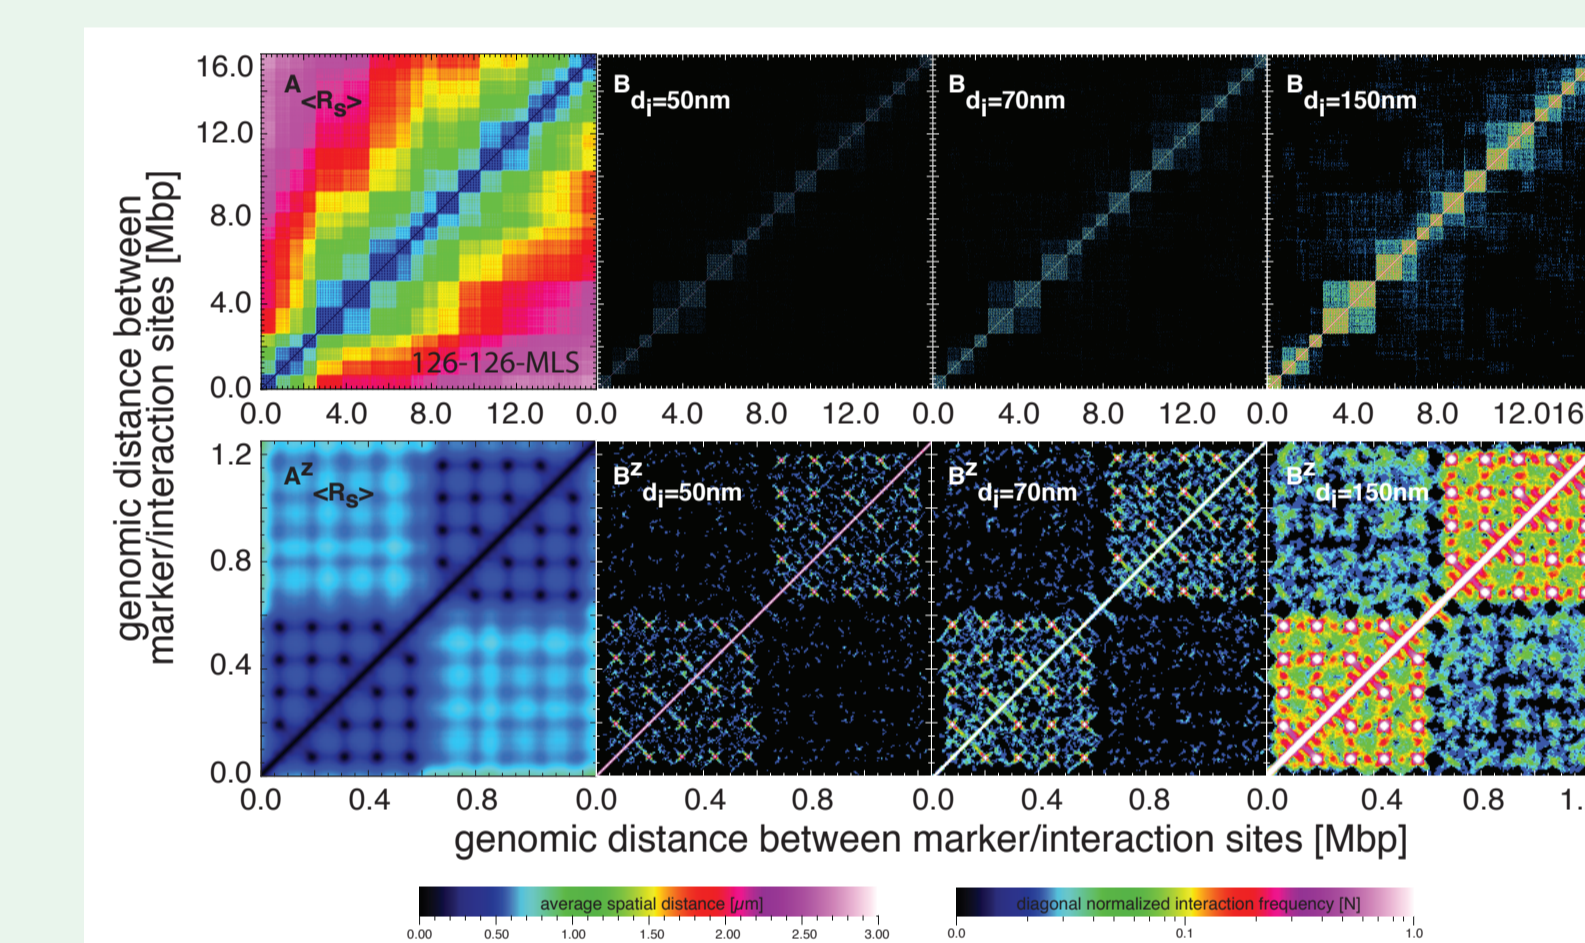 genomic distance between
marker/interaction sites [Mbp]
16.0
12.0
8.0
4.0
0.0
A <Rs>
126-126-MLS
B di=50nm
B di=70nm
B di=150nm
0.0 4.0 8.0 12.0 0.0 4.0 8.0 12.0 0.0 4.0 8.0 12.0 0.0 4.0 8.0 12.016
1.2
0.8
0.4
0.0
Az <Rs>
Bz di=50nm
Bz di=70nm
Bz di=150nm
0.0 0.4 0.8 0.0 0.4 0.8 0.0 0.4 0.8 0.0 0.4 0.8 1.
genomic distance between marker/interaction sites [Mbp]
average spatial distance [µm]
0.00 0.50 1.00 1.50 2.00 2.50 3.00
diagonal normalized interaction frequency [N]
0.0 0.1 1.0